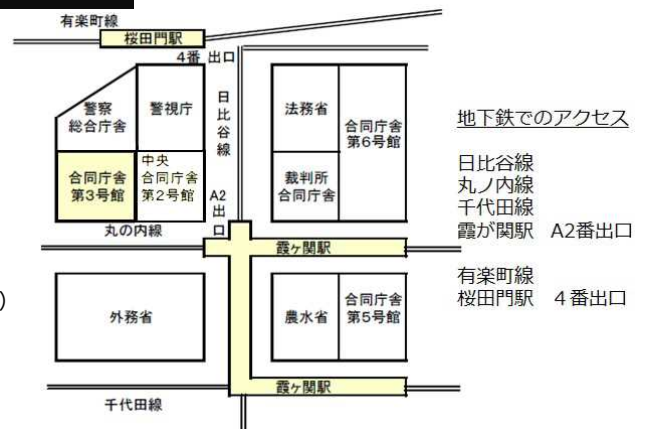 有楽町線
桜田門駅
4番 出口
警察
総合庁舎
警視庁
日比谷線
法務省
合同庁舎
第6号館
合同庁舎
第3号館
中央
合同庁舎
第2号館
A2
出口
裁判所
合同庁舎
丸の内線
霞ヶ関駅
外務省
農水省
合同庁舎
第5号館
霞ヶ関駅
千代田線
)
地下鉄でのアクセス
日比谷線
丸ノ内線
千代田線
霞が関駅 A2番出口
有楽町線
桜田門駅 4番出口